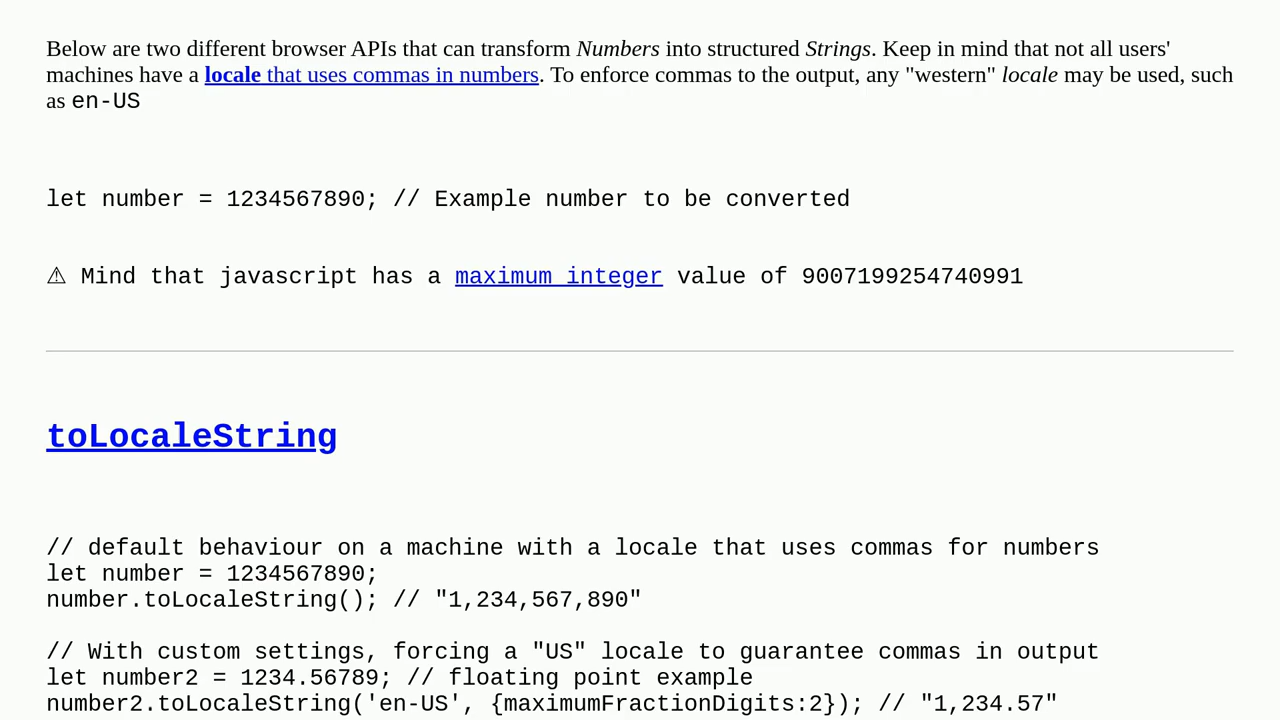 Below are two different browser APIs that can transform Numbers into structured Strings. Keep in mind that not all users'
machines have a locale that uses commas in numbers. To enforce commas to the output, any "western" locale may be used, such
as en-US
let number = 1234567890; // Example number to be converted
⚠ Mind that javascript has a maximum integer value of 9007199254740991
toLocaleString
// default behaviour on a machine with a locale that uses commas for numbers
let number = 1234567890;
number.toLocaleString(); // "1,234,567,890"
// With custom settings, forcing a "US" locale to guarantee commas in output
let number2 = 1234.56789; // floating point example
number2.toLocaleString('en-US', {maximumFractionDigits:2}); // "1,234.57"